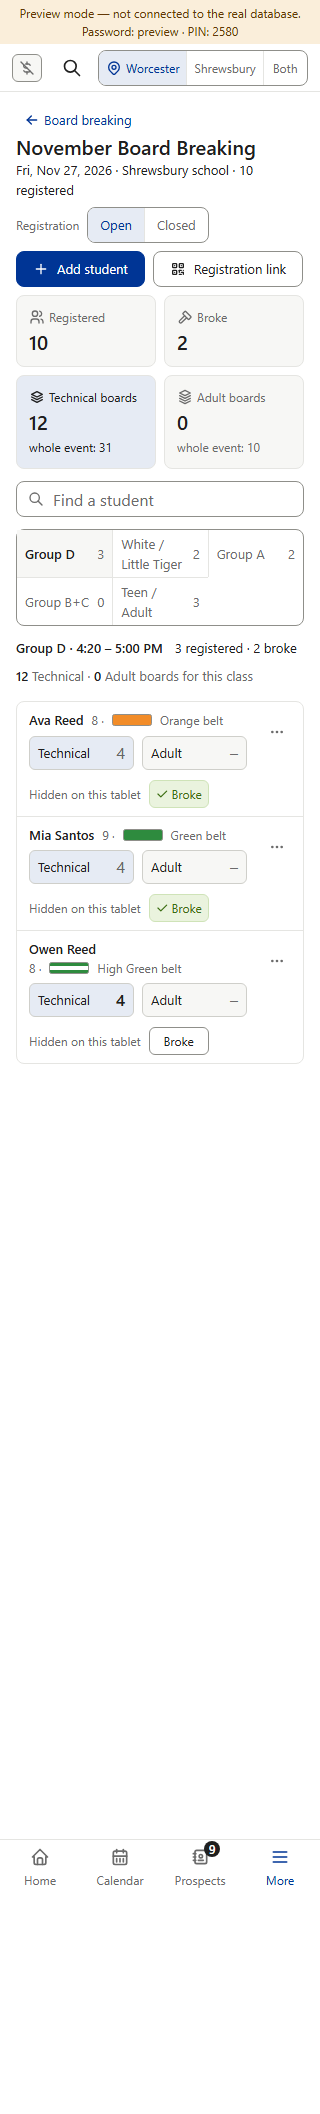 Preview mode — not connected to the real database.
Password: preview · PIN: 2580
Worcester
Shrewsbury
Both
Board breaking
November Board Breaking
Fri, Nov 27, 2026 · Shrewsbury school · 10
registered
Registration
Open
Closed
Add student
Registration link
Registered
10
Broke
2
Technical boards
12
whole event: 31
Adult boards
0
whole event: 10
Find a student
Group D 3
White /
Little Tiger 2
Group A 2
Group B+C 0
Teen /
Adult 3
Group D · 4:20 – 5:00 PM 3 registered · 2 broke
12 Technical · 0 Adult boards for this class
Ava Reed 8 · Orange belt
Technical 4
Adult –
Hidden on this tablet
Broke
Mia Santos 9 · Green belt
Technical 4
Adult –
Hidden on this tablet
Broke
Owen Reed
8 · High Green belt
Technical 4
Adult –
Hidden on this tablet
Broke
9
Home
Calendar
Prospects
More